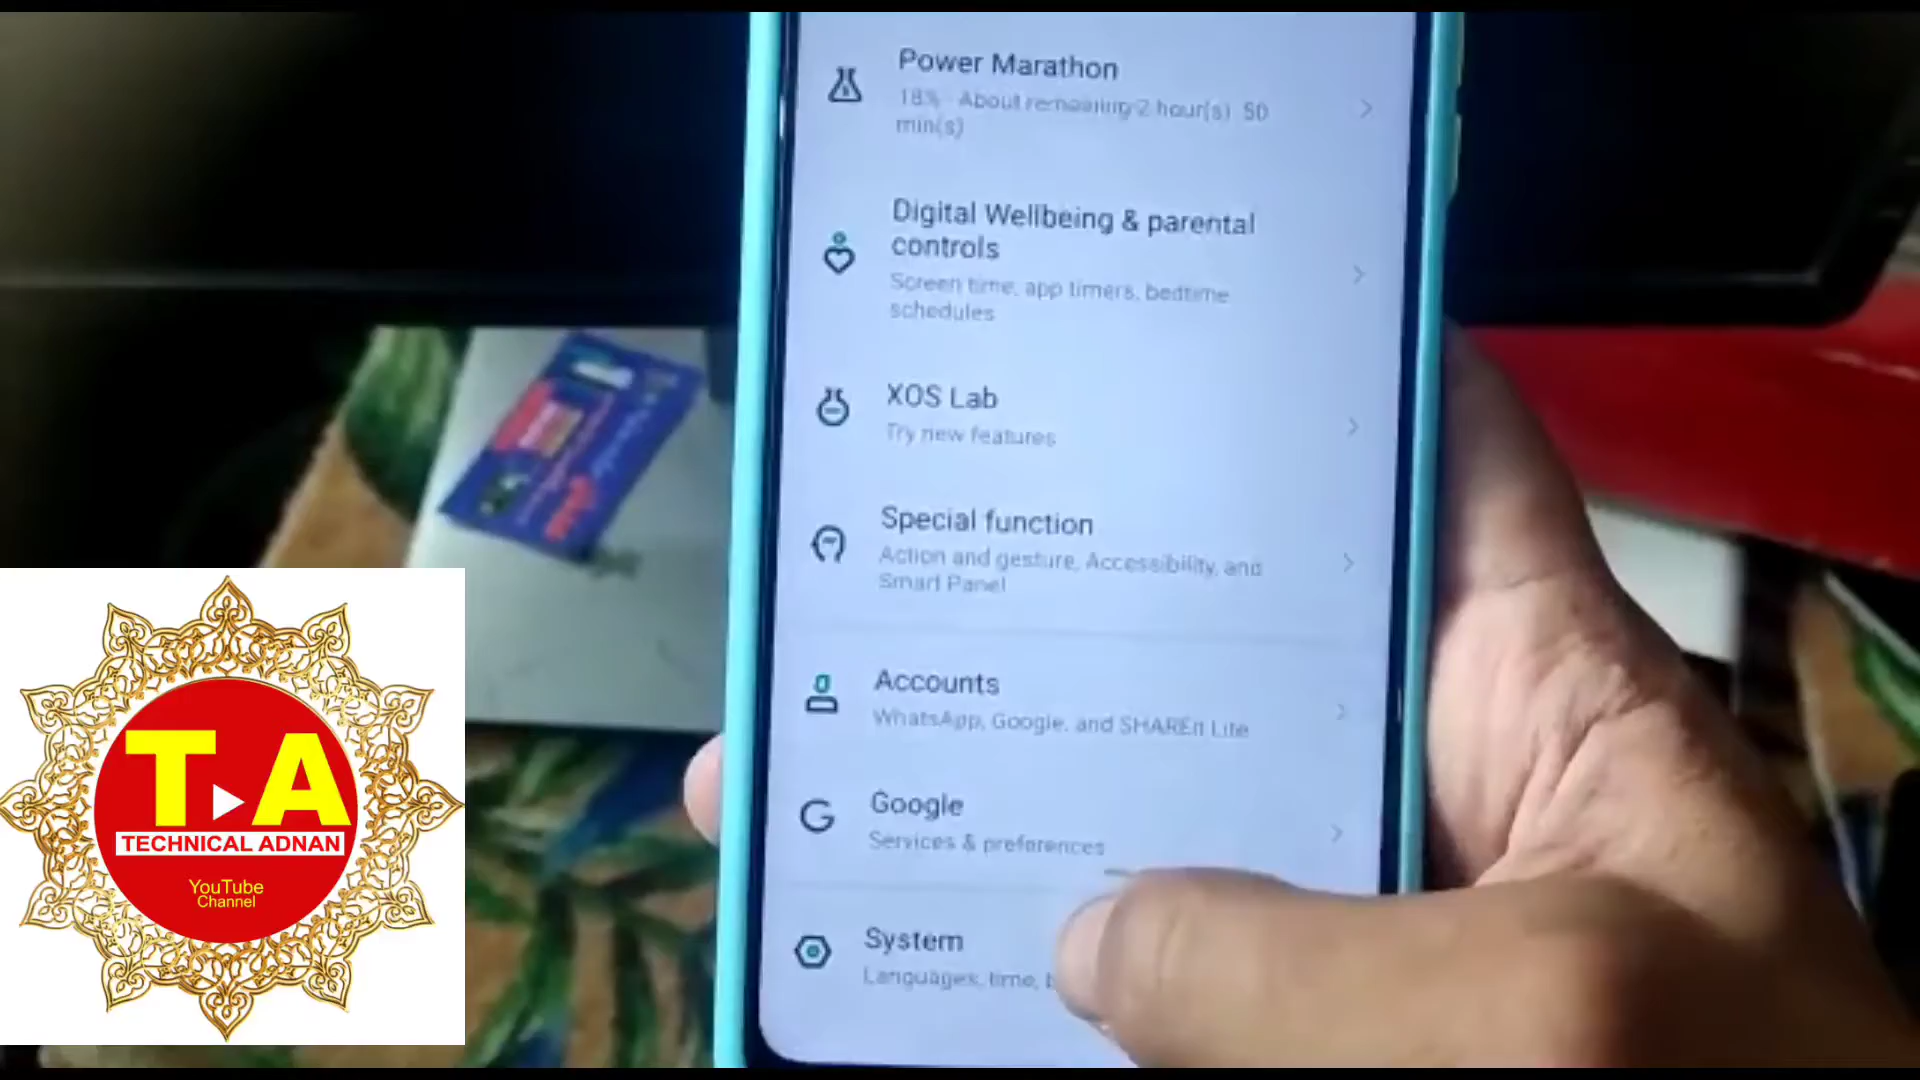 Power Marathon
18% - About remaining 2 hour(s) 50
min(s)
Digital Wellbeing & parental
controls
Screen time, app timers, bedtime
schedules
XOS Lab
Try new features
Special function
Action and gesture, Accessibility, and
Smart Panel
Accounts
WhatsApp, Google, and SHAREit Lite
Google
Services & preferences
System
Languages, time,
T A
TECHNICAL ADNAN
YouTube
Channel